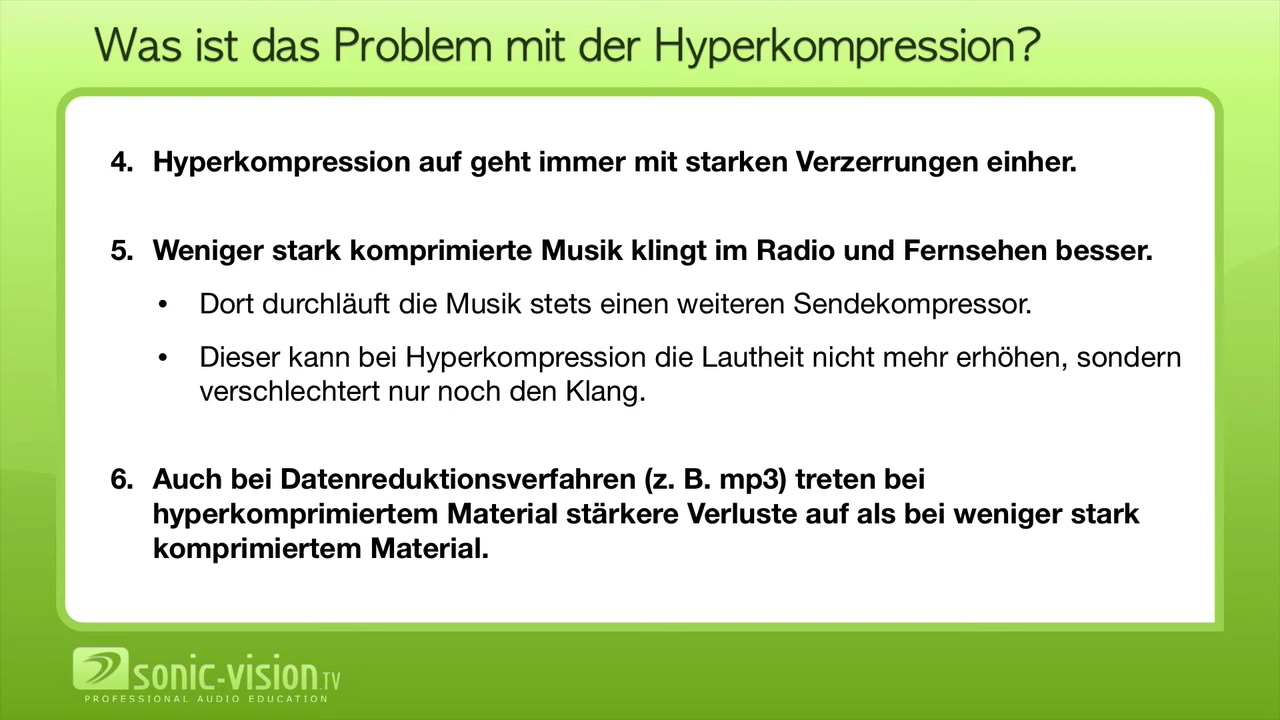 Was ist das Problem mit der Hyperkompression?
4. Hyperkompression auf geht immer mit starken Verzerrungen einher.
5. Weniger stark komprimierte Musik klingt im Radio und Fernsehen besser.
• Dort durchläuft die Musik stets einen weiteren Sendekompressor.
• Dieser kann bei Hyperkompression die Lautheit nicht mehr erhöhen, sondern
verschlechtert nur noch den Klang.
6. Auch bei Datenreduktionsverfahren (z. B. mp3) treten bei
hyperkomprimiertem Material stärkere Verluste auf als bei weniger stark
komprimiertem Material.
sonic-vision.TV
PROFESSIONAL AUDIO EDUCATION